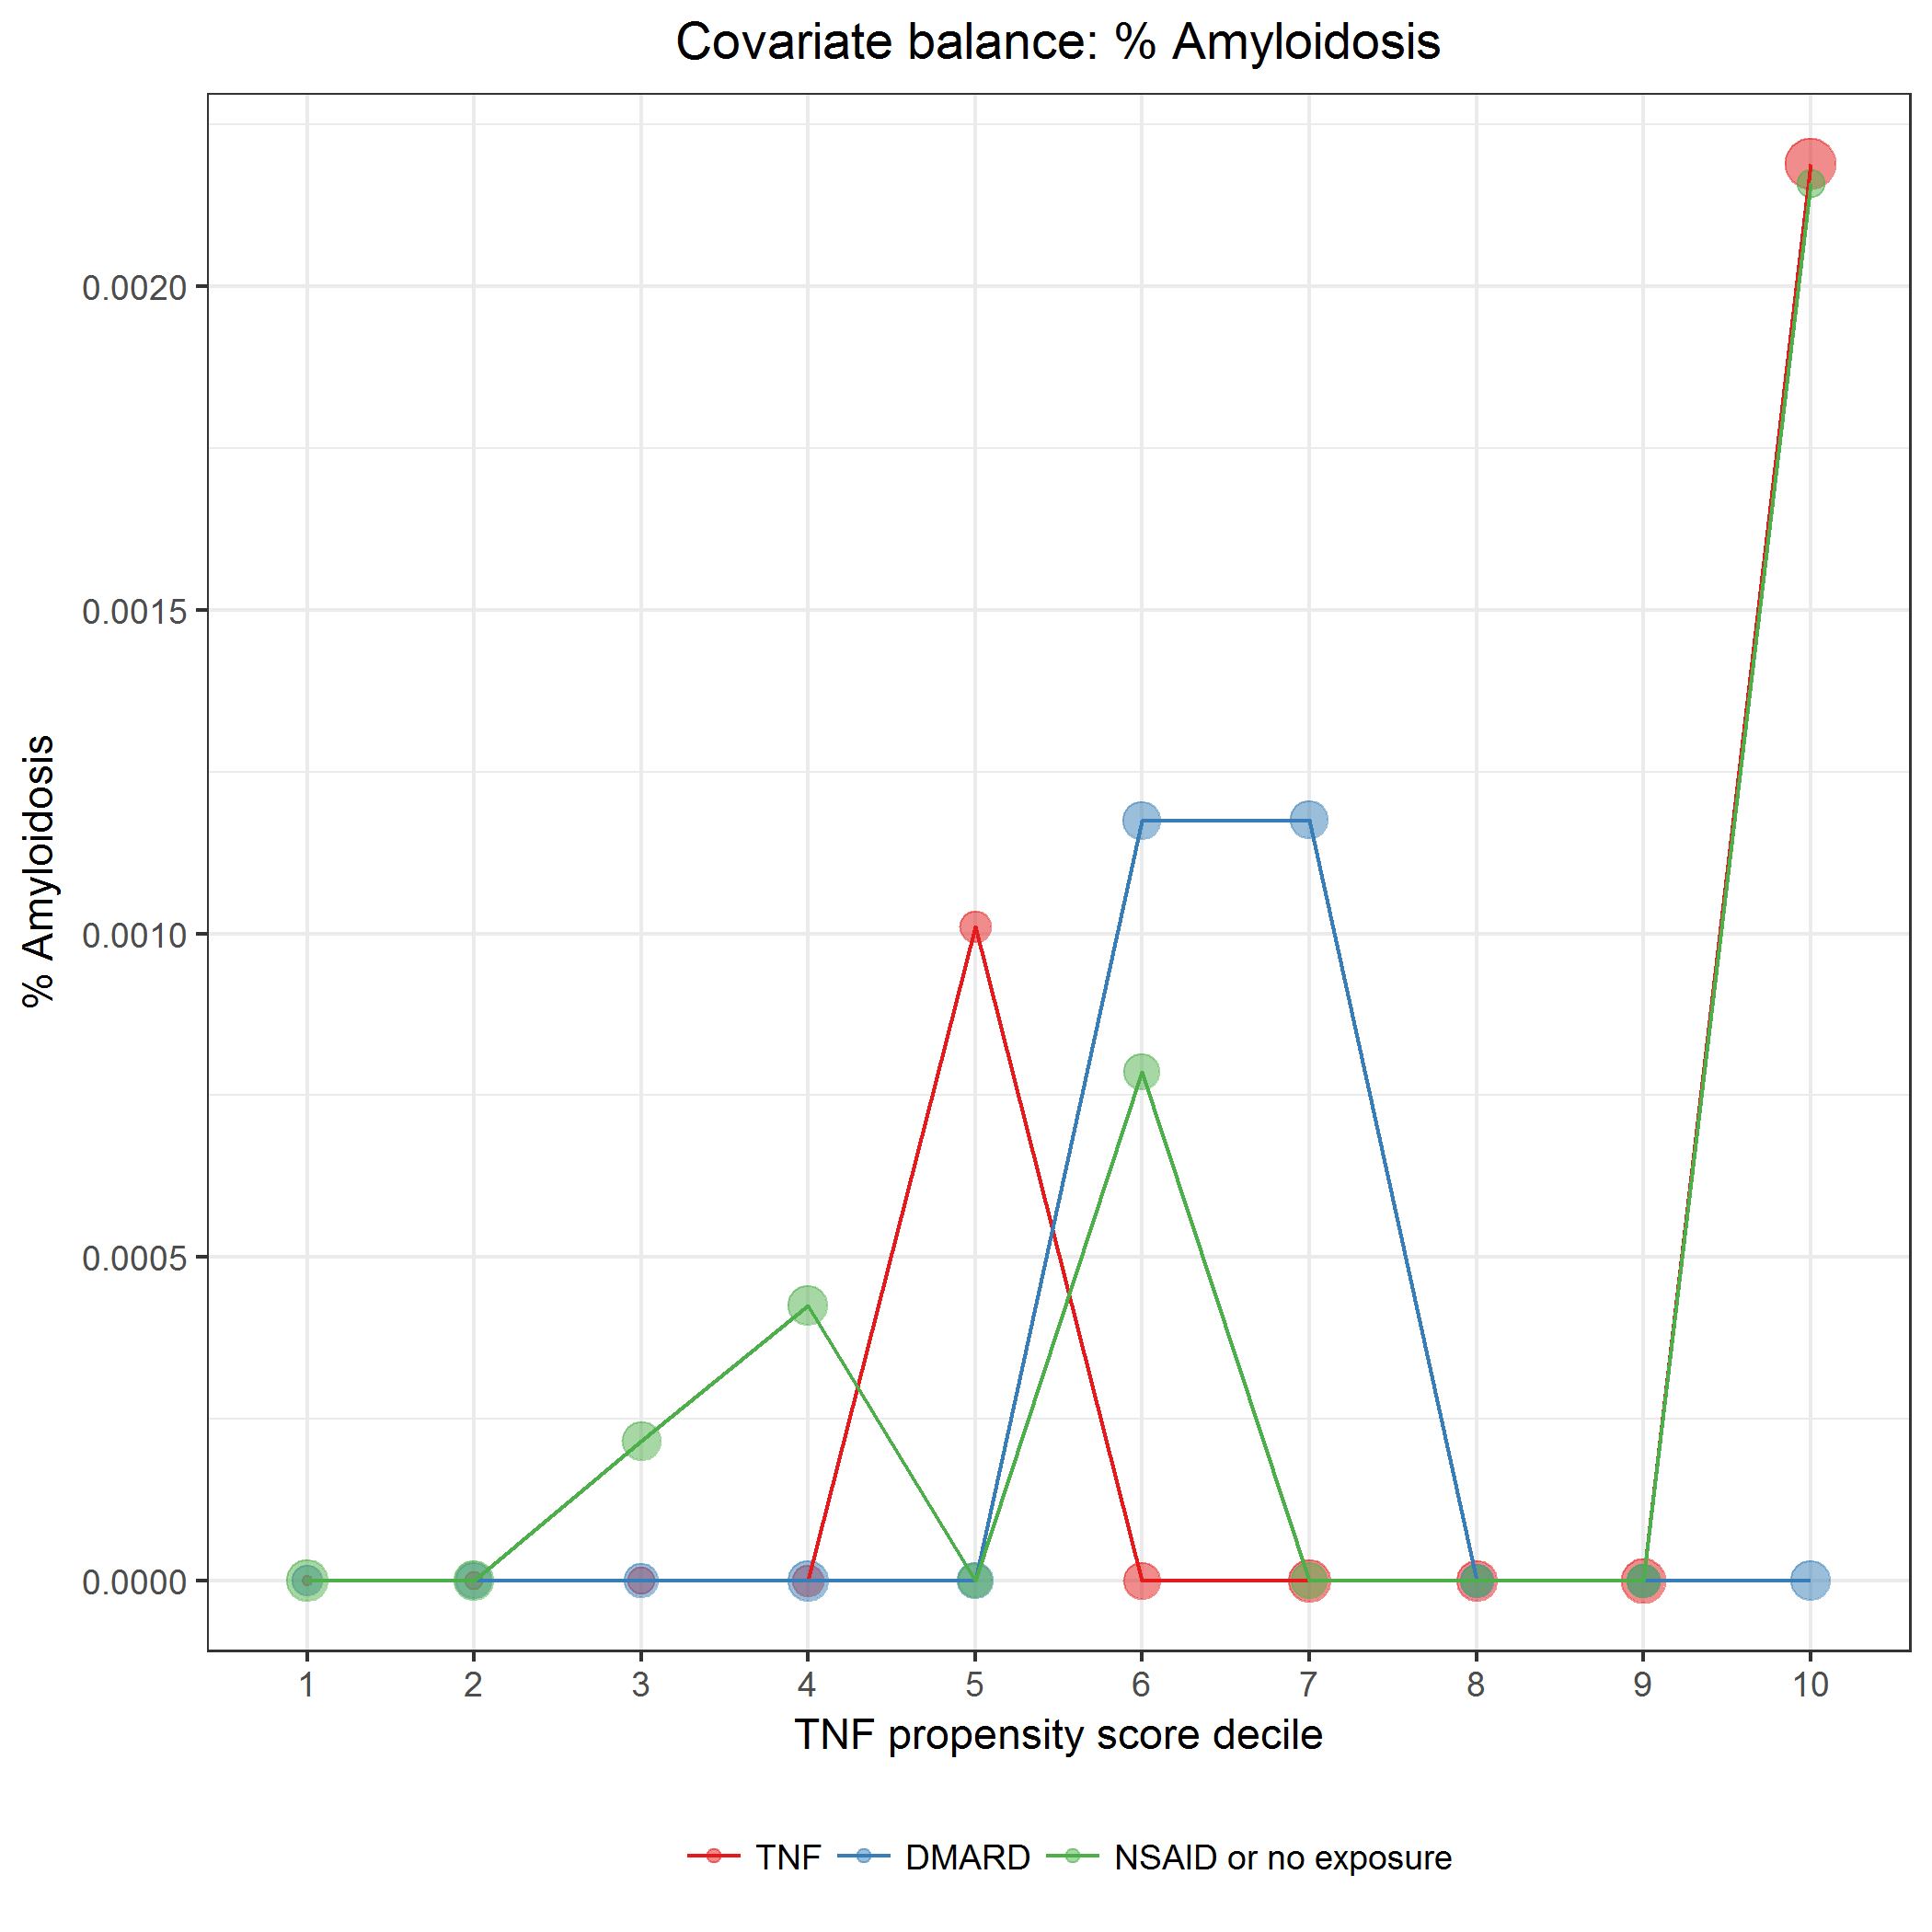 Covariate balance: % Amyloidosis
% Amyloidosis
0.0020
0.0015
0.0010
0.0005
0.0000
1 2 3 4 5 6 7 8 9 10
TNF propensity score decile
TNF DMARD NSAID or no exposure